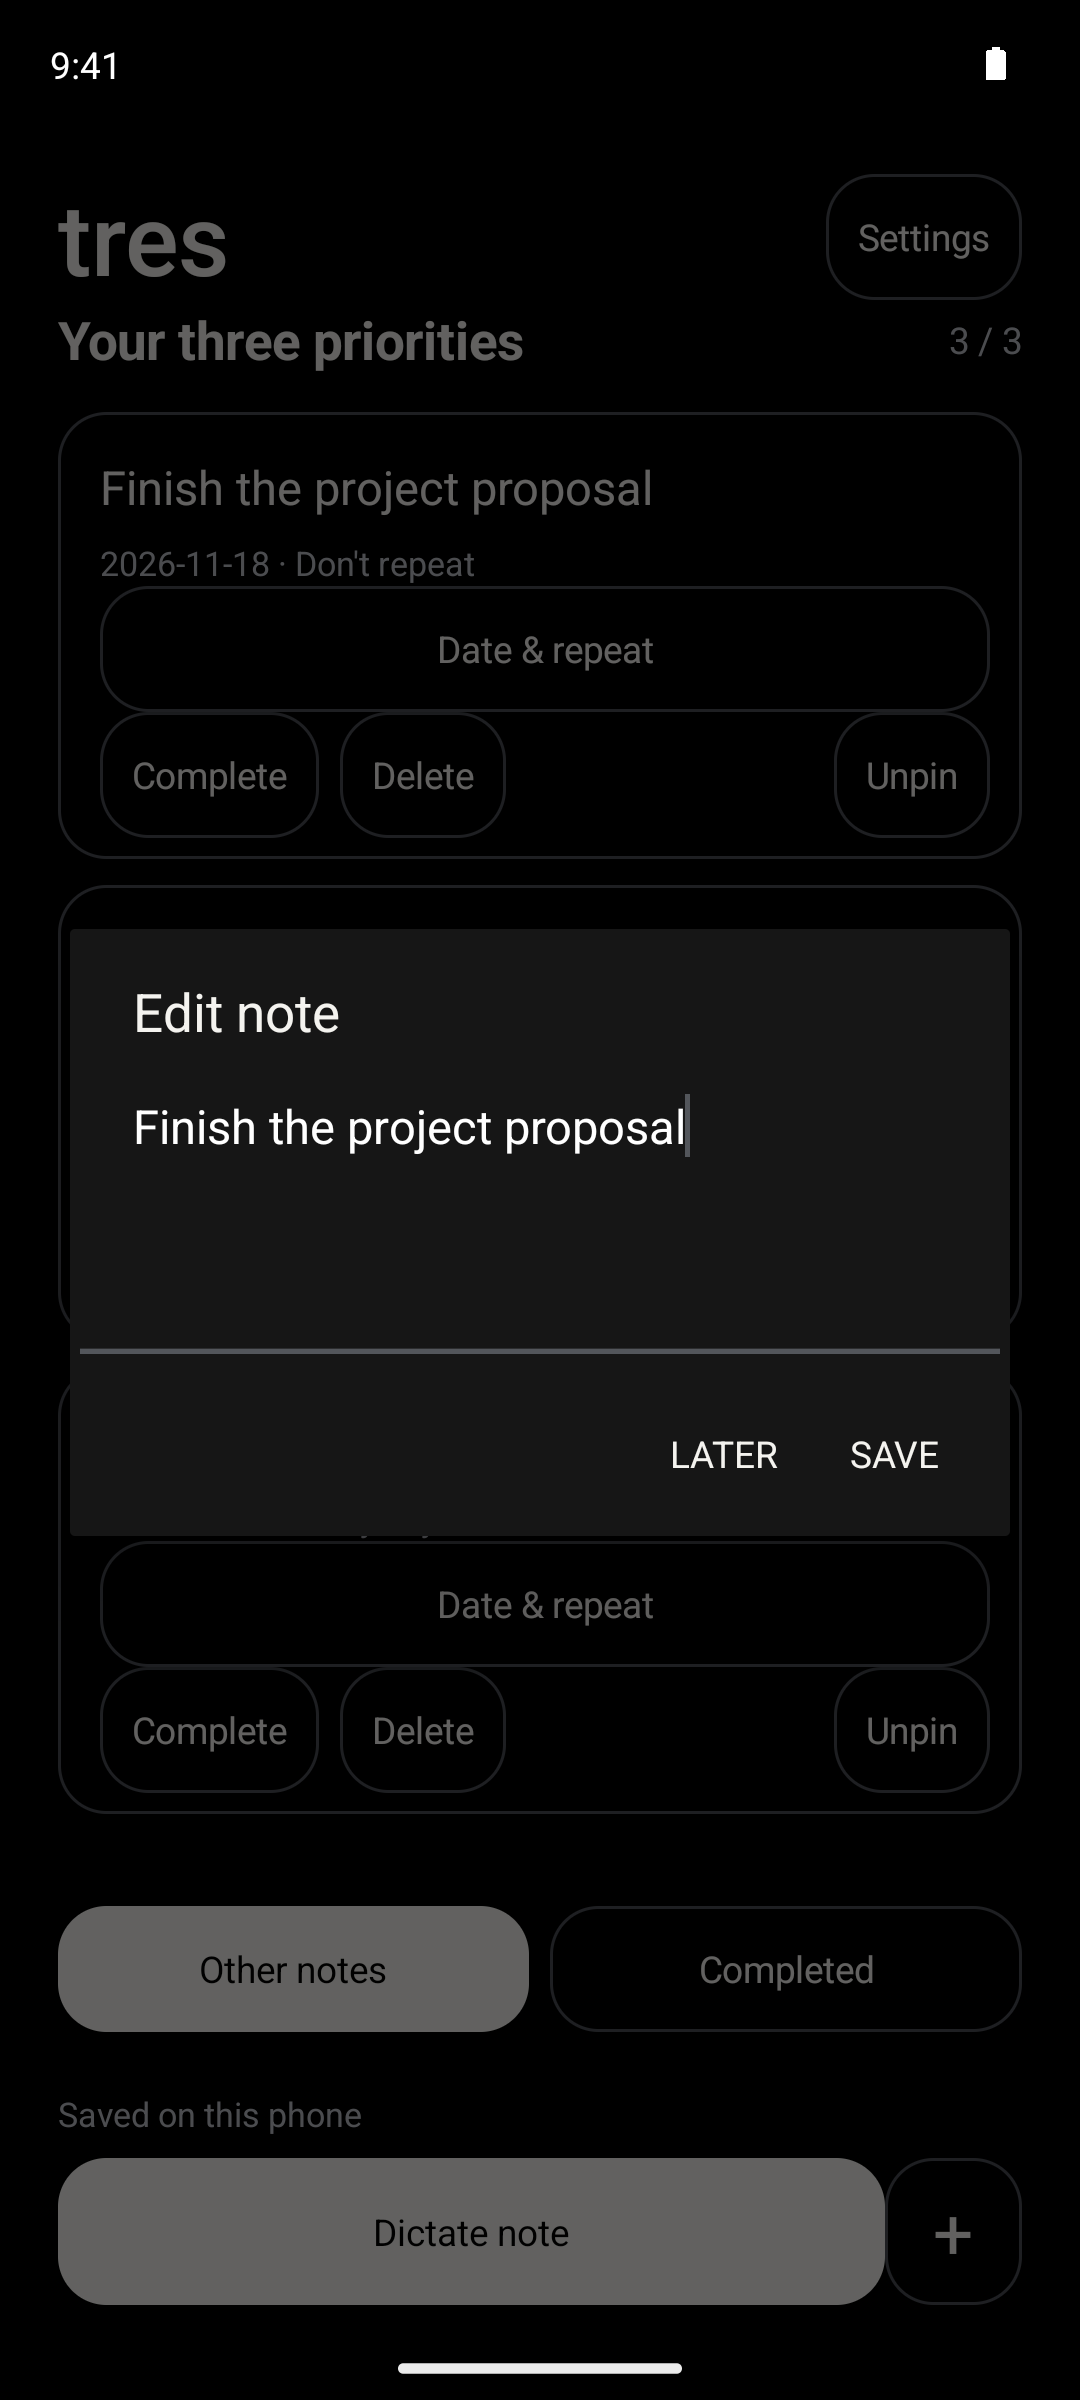 9:41
tres
Settings
Your three priorities
3 / 3
Finish the project proposal
2026-11-18 · Don't repeat
Date & repeat
Complete
Delete
Unpin
Edit note
Finish the project proposal
LATER
SAVE
Date & repeat
Complete
Delete
Unpin
Other notes
Completed
Saved on this phone
Dictate note
+